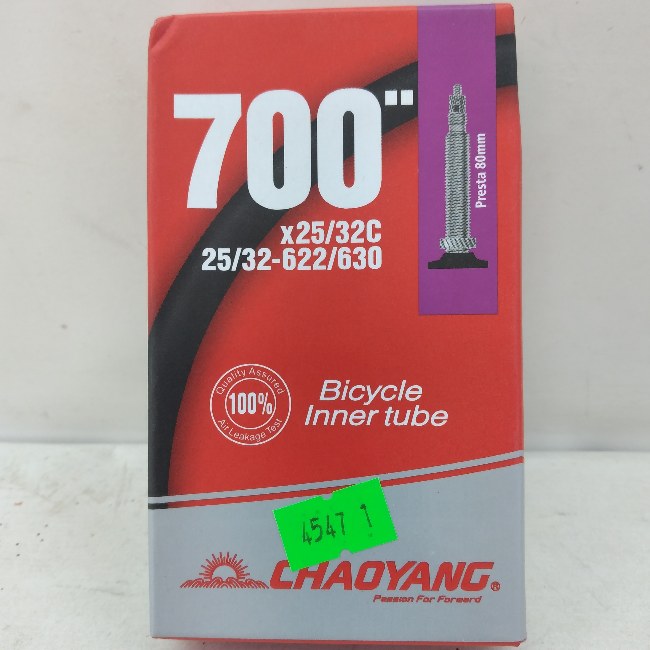 700"
x25/32C
25/32-622/630
Presta 80mm
Quality Assured
100%
Air Leakage Test
Bicycle
Inner tube
4547 1
CHAOYANG®
Passion For Forword